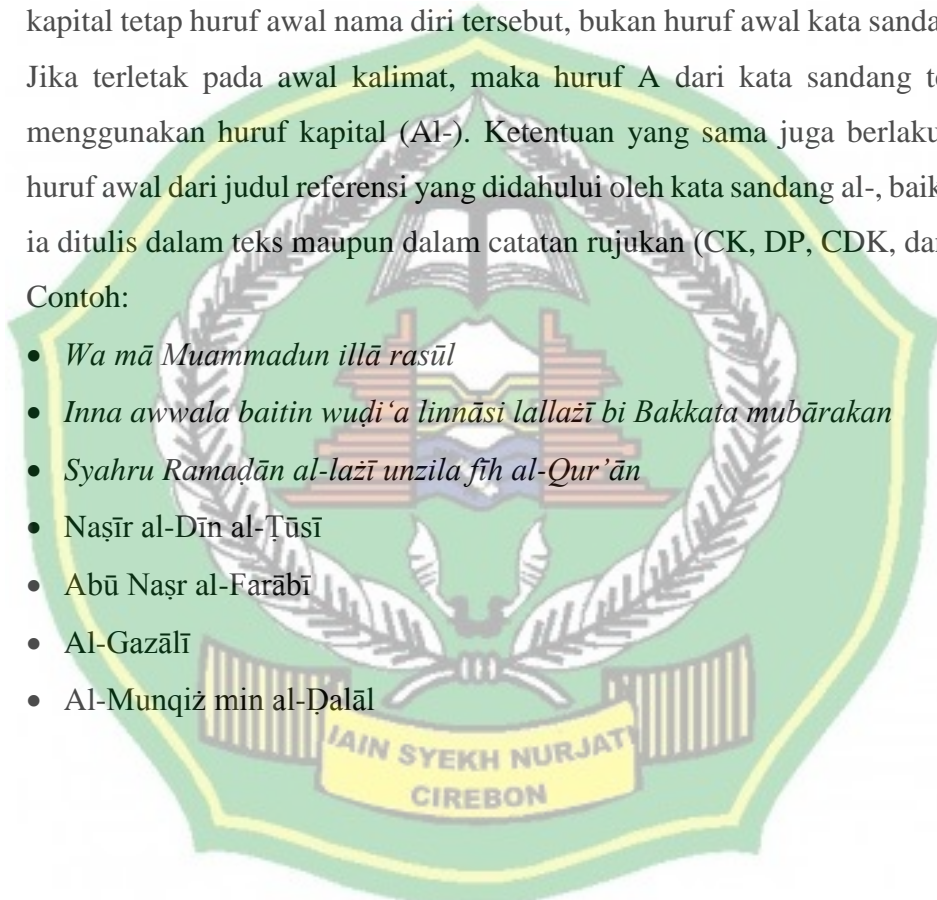 kapital tetap huruf awal nama diri tersebut, bukan huruf awal kata
Jika terletak pada awal kalimat, maka huruf A dari kata sandang
menggunakan huruf kapital (Al-). Ketentuan yang sama juga berlaku
huruf awal dari judul referensi yang didahului oleh kata sandang al-, baik
ia ditulis dalam teks maupun dalam catatan rujukan (CK, DP, CDK,
Contoh:
• Wa mā Muammadun illā rasūl
• Inna awwala baitin wuḍi‘a linnāsi lallażī bi Bakkata mubārakan
• Syahru Ramaḍān al-lażī unzila fīh al-Qur’ān
• Naṣīr al-Dīn al-Ṭūsī
• Abū Naṣr al-Farābī
• Al-Gazālī
• Al-Munqiż min al-Ḍalāl
IAIN SYEKH NURJATI
CIREBON